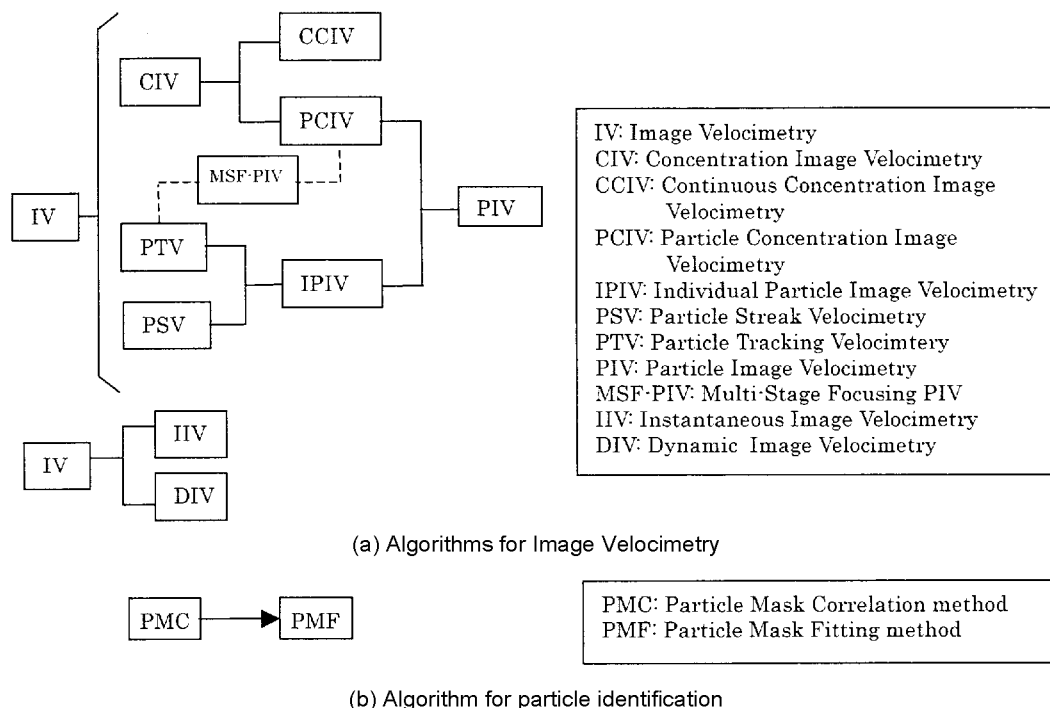 CCIV
CIV
PCIV
MSF-PIV
IV
PIV
PTV
IPIV
PSV
IV: Image Velocimetry
CIV: Concentration Image Velocimetry
CCIV: Continuous Concentration Image
Velocimetry
PCIV: Particle Concentration Image
Velocimetry
IPIV: Individual Particle Image Velocimetry
PSV: Particle Streak Velocimetry
PTV: Particle Tracking Velocimtery
PIV: Particle Image Velocimetry
MSF-PIV: Multi-Stage Focusing PIV
IIV: Instantaneous Image Velocimetry
DIV: Dynamic Image Velocimetry
IIV
IV
DIV
(a) Algorithms for Image Velocimetry
PMC
PMF
PMC: Particle Mask Correlation method
PMF: Particle Mask Fitting method
(b) Algorithm for particle identification